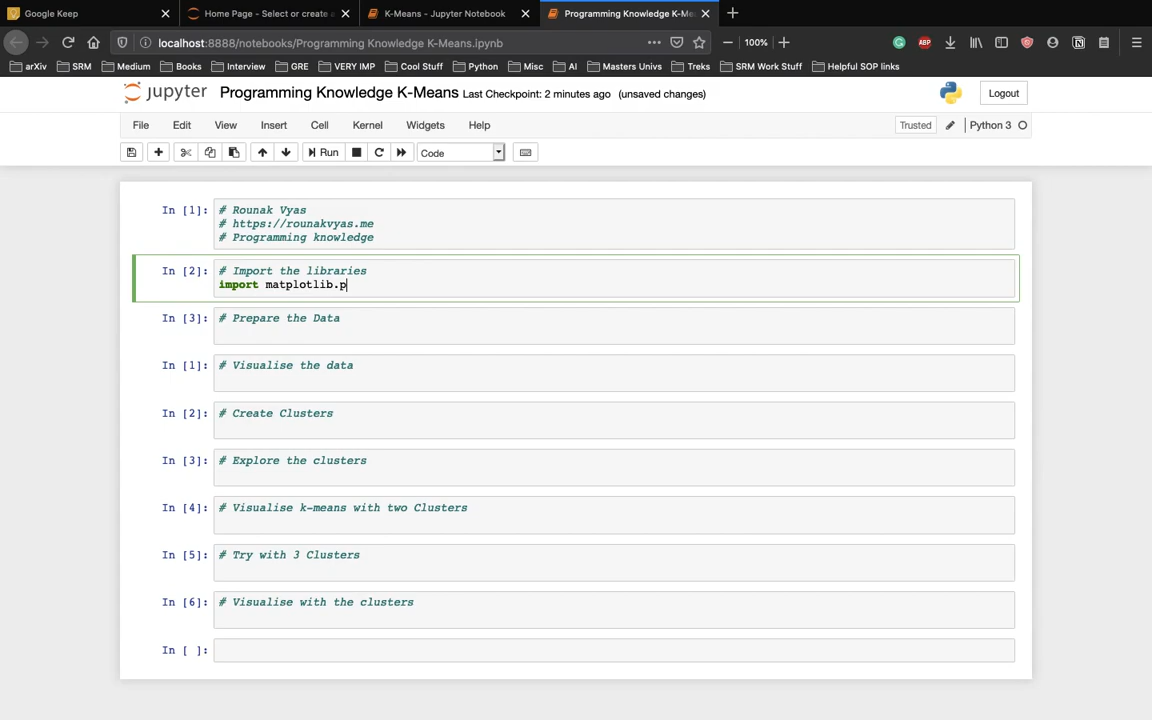 Google Keep
Home Page - Select or create a
K-Means - Jupyter Notebook
Programming Knowledge K-Me
localhost:8888/notebooks/Programming Knowledge K-Means.ipynb
100%
ABP
arXiv SRM Medium Books Interview GRE VERY IMP Cool Stuff Python Misc AI Masters Univs Treks SRM Work Stuff Helpful SOP links
jupyter Programming Knowledge K-Means Last Checkpoint: 2 minutes ago (unsaved changes) Logout
File Edit View Insert Cell Kernel Widgets Help Trusted Python 3
Run Code
In [1]: # Rounak Vyas
# https://rounakvyas.me
# Programming knowledge
In [2]: # Import the libraries
import matplotlib.p
In [3]: # Prepare the Data
In [1]: # Visualise the data
In [2]: # Create Clusters
In [3]: # Explore the clusters
In [4]: # Visualise k-means with two Clusters
In [5]: # Try with 3 Clusters
In [6]: # Visualise with the clusters
In [ ]: